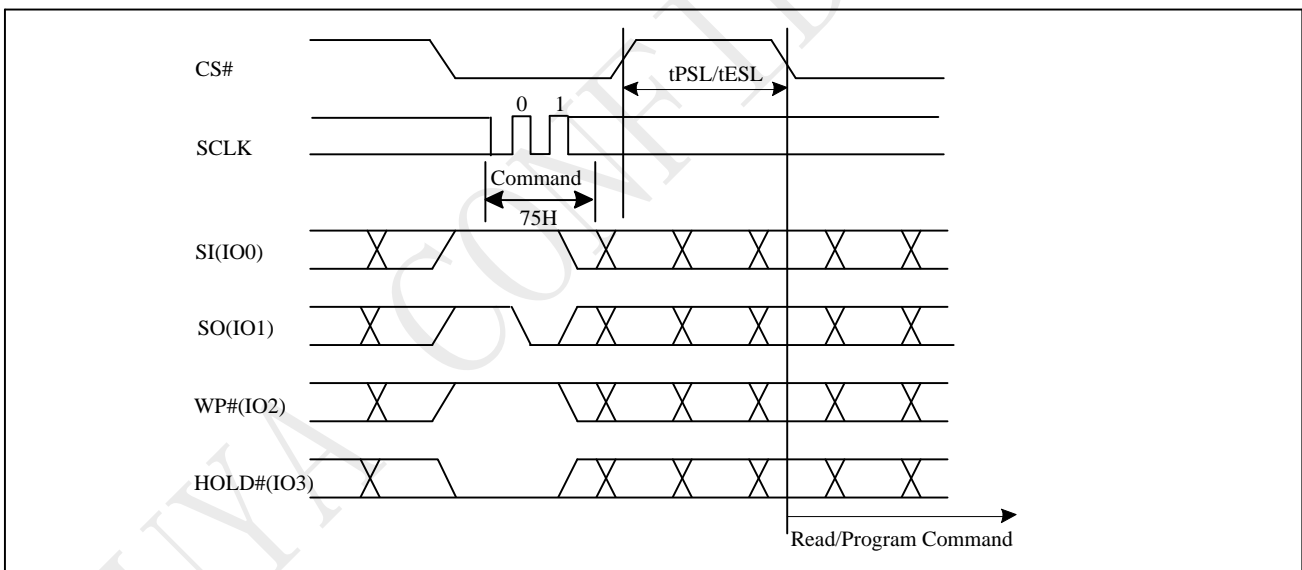 CS#
tPSL/tESL
0 1
SCLK
Command
75H
SI(IO0)
SO(IO1)
WP#(IO2)
HOLD#(IO3)
Read/Program Command